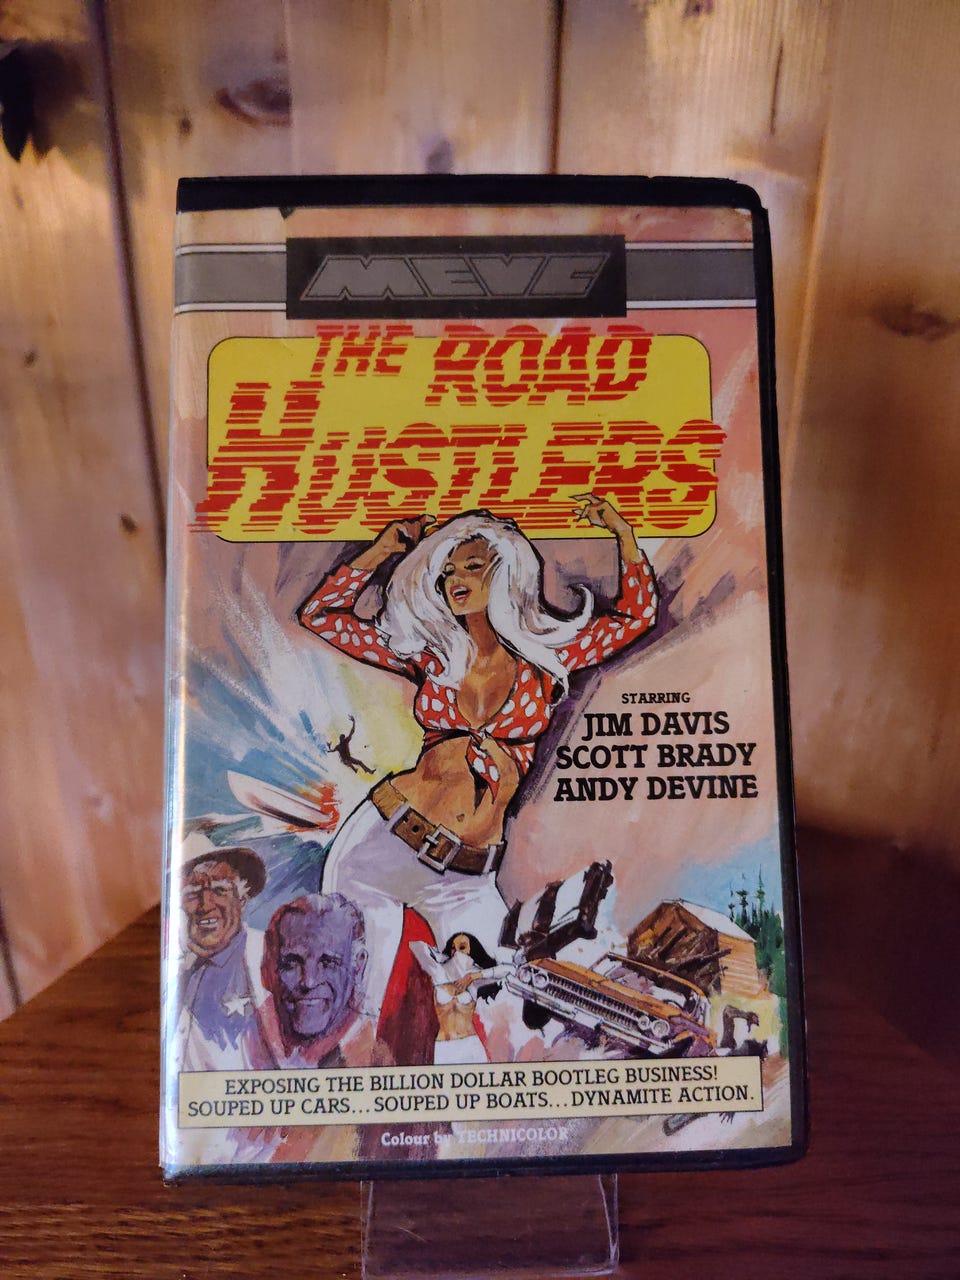 MEVC
THE ROAD
HUSTLERS
STARRING
JIM DAVIS
SCOTT BRADY
ANDY DEVINE
EXPOSING THE BILLION DOLLAR BOOTLEG BUSINESS!
SOUPED UP CARS...SOUPED UP BOATS...DYNAMITE ACTION.
Colour by TECHNICOLOR